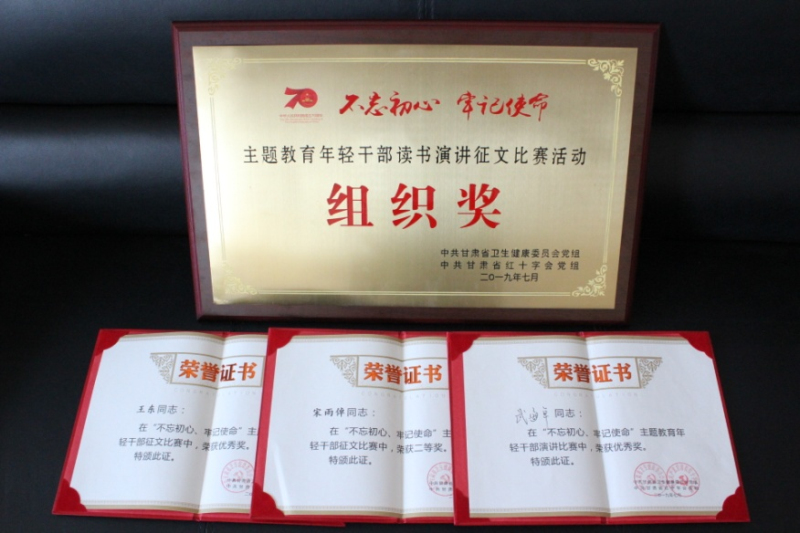 70
不忘初心 牢记使命
主题教育年轻干部读书演讲征文比赛活动
组织奖
中共甘肃省卫生健康委员会党组
中共甘肃省红十字会党组
二〇一九年七月
荣誉证书
王东同志：
在“不忘初心、牢记使命”主
轻干部征文比赛中，荣获优秀奖。
特颁此证。
荣誉证书
宋雨 同志：
在“不忘初心、牢记使命”主
轻干部征文比赛中，荣获二等奖。
特颁此证。
荣誉证书
同志：
在“不忘初心、牢记使命”主题教育年
轻干部演讲比赛中，荣获优秀奖。
特颁此证。